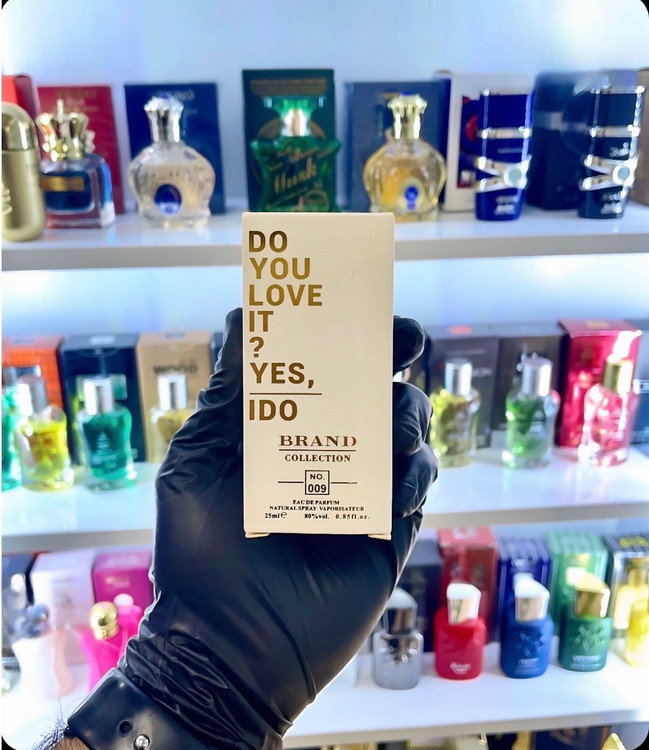 DO
YOU
LOVE
IT
?
YES,
IDO
BRAND
COLLECTION
NO.
009
EAU DE PARFUM
NATURAL SPRAY VAPORISATEUR
25ml℮ 80%vol. 0.85fl.oz.
Musk
WOOD